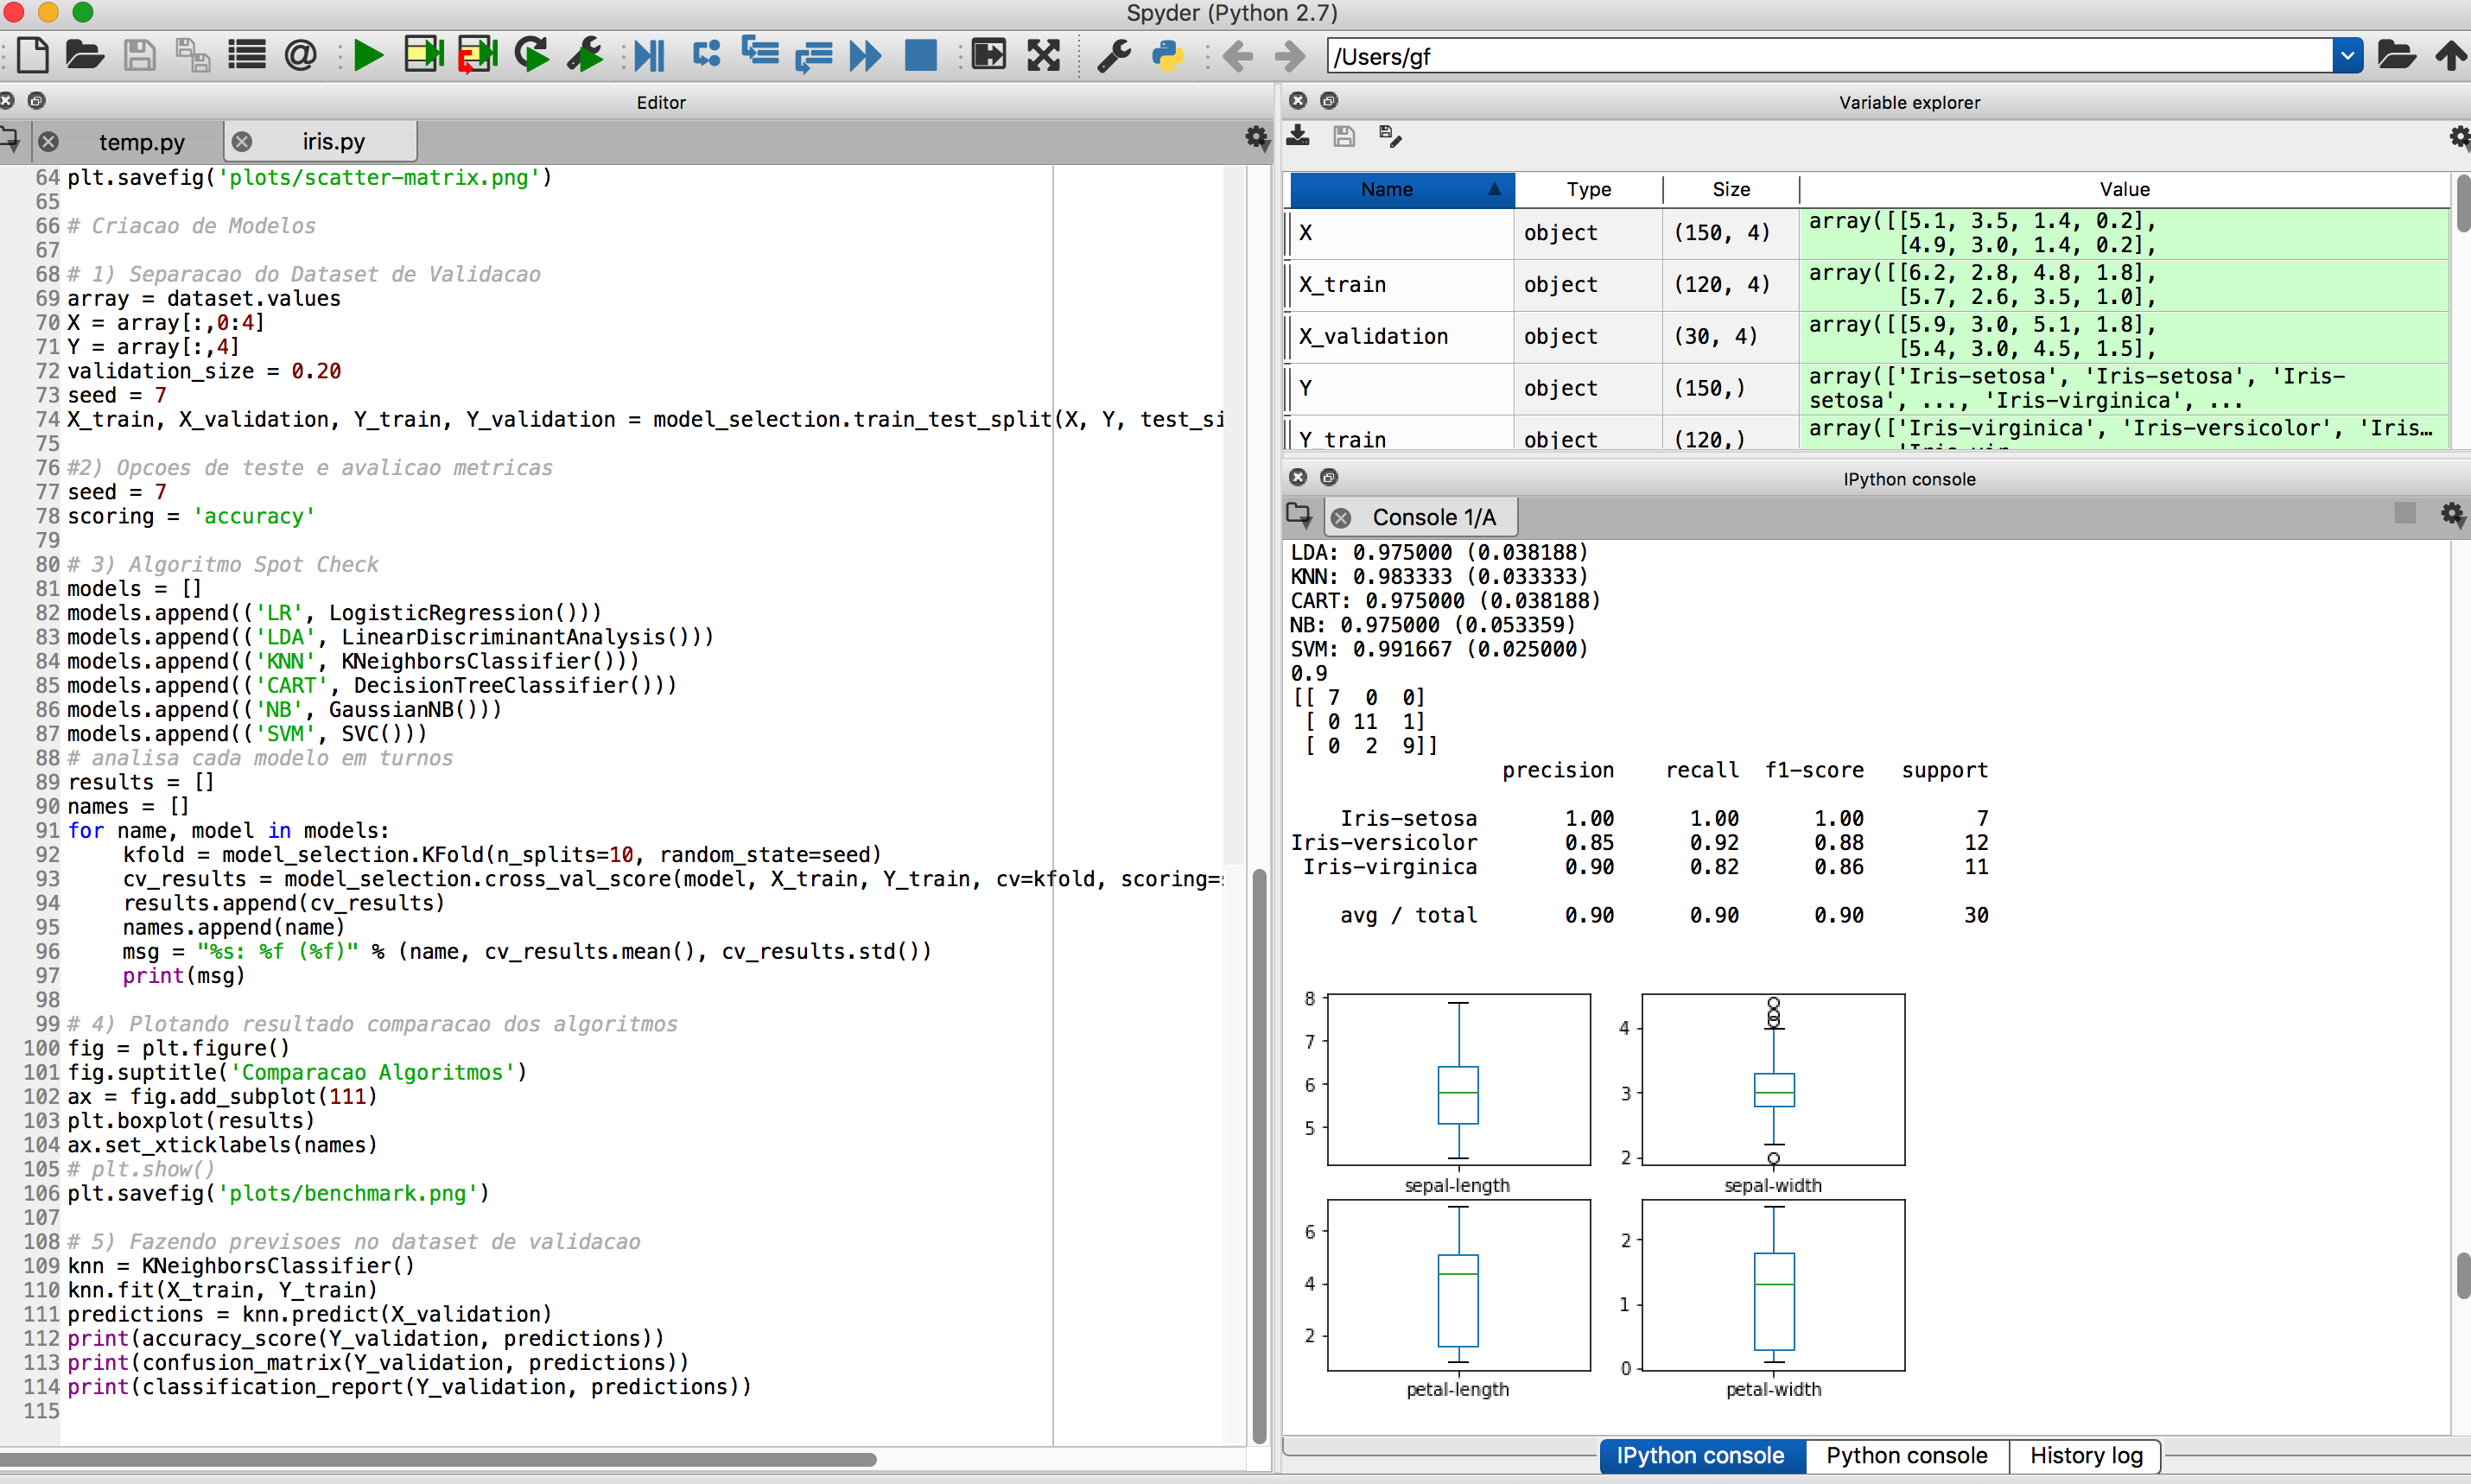 Spyder (Python 2.7)
/Users/gf
Editor
temp.py
iris.py
64 plt.savefig('plots/scatter-matrix.png')
65
66 # Criacao de Modelos
67
68 # 1) Separacao do Dataset de Validacao
69 array = dataset.values
70 X = array[:,0:4]
71 Y = array[:,4]
72 validation_size = 0.20
73 seed = 7
74 X_train, X_validation, Y_train, Y_validation = model_selection.train_test_split(X, Y, test_si
75
76 #2) Opcoes de teste e avalicao metricas
77 seed = 7
78 scoring = 'accuracy'
79
80 # 3) Algoritmo Spot Check
81 models = []
82 models.append(('LR', LogisticRegression()))
83 models.append(('LDA', LinearDiscriminantAnalysis()))
84 models.append(('KNN', KNeighborsClassifier()))
85 models.append(('CART', DecisionTreeClassifier()))
86 models.append(('NB', GaussianNB()))
87 models.append(('SVM', SVC()))
88 # analisa cada modelo em turnos
89 results = []
90 names = []
91 for name, model in models:
92 kfold = model_selection.KFold(n_splits=10, random_state=seed)
93 cv_results = model_selection.cross_val_score(model, X_train, Y_train, cv=kfold, scoring=
94 results.append(cv_results)
95 names.append(name)
96 msg = "%s: %f (%f)" % (name, cv_results.mean(), cv_results.std())
97 print(msg)
98
99 # 4) Plotando resultado comparacao dos algoritmos
100 fig = plt.figure()
101 fig.suptitle('Comparacao Algoritmos')
102 ax = fig.add_subplot(111)
103 plt.boxplot(results)
104 ax.set_xticklabels(names)
105 # plt.show()
106 plt.savefig('plots/benchmark.png')
107
108 # 5) Fazendo previsoes no dataset de validacao
109 knn = KNeighborsClassifier()
110 knn.fit(X_train, Y_train)
111 predictions = knn.predict(X_validation)
112 print(accuracy_score(Y_validation, predictions))
113 print(confusion_matrix(Y_validation, predictions))
114 print(classification_report(Y_validation, predictions))
115
Variable explorer
Name Type Size Value
X object (150, 4) array([[5.1, 3.5, 1.4, 0.2],
[4.9, 3.0, 1.4, 0.2],
X_train object (120, 4) array([[6.2, 2.8, 4.8, 1.8],
[5.7, 2.6, 3.5, 1.0],
X_validation object (30, 4) array([[5.9, 3.0, 5.1, 1.8],
[5.4, 3.0, 4.5, 1.5],
Y object (150,) array(['Iris-setosa', 'Iris-setosa', 'Iris-
setosa', ..., 'Iris-virginica', ...
Y_train object (120,) array(['Iris-virginica', 'Iris-versicolor', 'Iris…
IPython console
Console 1/A
LDA: 0.975000 (0.038188)
KNN: 0.983333 (0.033333)
CART: 0.975000 (0.038188)
NB: 0.975000 (0.053359)
SVM: 0.991667 (0.025000)
0.9
[[ 7 0 0]
[ 0 11 1]
[ 0 2 9]]
precision recall f1-score support
Iris-setosa 1.00 1.00 1.00 7
Iris-versicolor 0.85 0.92 0.88 12
Iris-virginica 0.90 0.82 0.86 11
avg / total 0.90 0.90 0.90 30
8
7
6
5
sepal-length
4
3
2
sepal-width
6
4
2
petal-length
2
1
0
petal-width
IPython console Python console History log